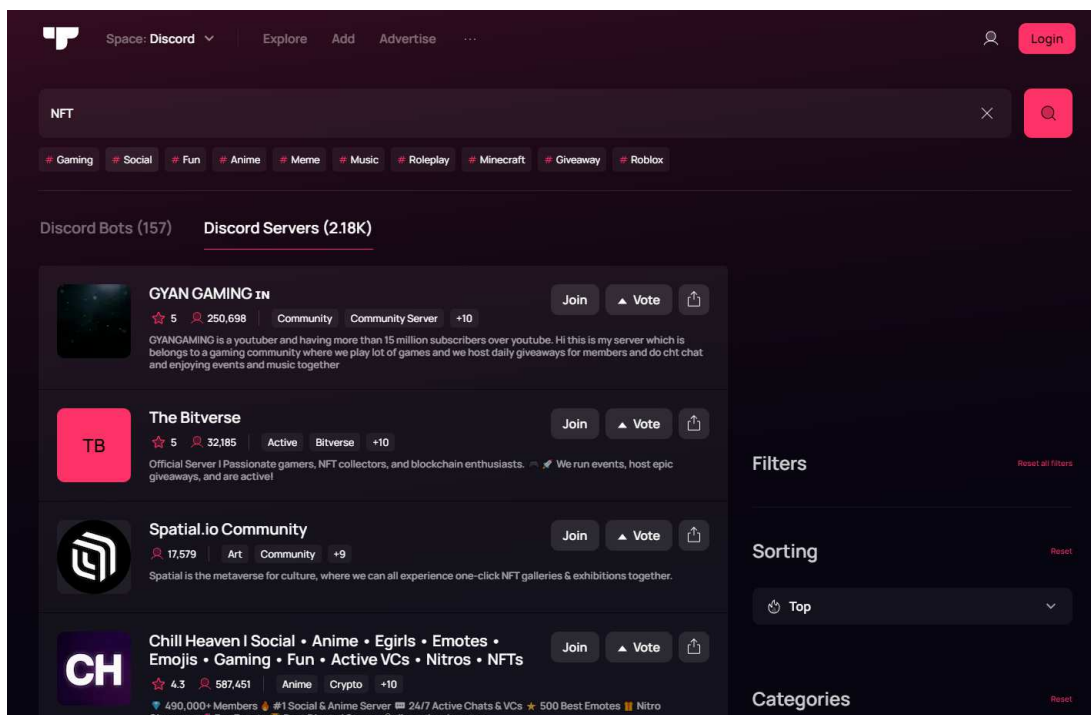 Space: Discord
Explore
Add
Advertise
...
Login
NFT
# Gaming
# Social
# Fun
# Anime
# Meme
# Music
# Roleplay
# Minecraft
# Giveaway
# Roblox
Discord Bots (157)
Discord Servers (2.18K)
GYAN GAMING IN
Join
Vote
5
250,698
Community
Community Server
+10
GYANGAMING is a youtuber and having more than 15 million subscribers over youtube. Hi this is my server which is
belongs to a gaming community where we play lot of games and we host daily giveaways for members and do cht chat
and enjoying events and music together
TB
The Bitverse
Join
Vote
5
32,185
Active
Bitverse
+10
Official Server | Passionate gamers, NFT collectors, and blockchain enthusiasts. 🎮 🚀 We run events, host epic
giveaways, and are active!
Filters
Reset all filters
Spatial.io Community
Join
Vote
17,579
Art
Community
+9
Spatial is the metaverse for culture, where we can all experience one-click NFT galleries & exhibitions together.
Sorting
Reset
Top
CH
Chill Heaven | Social • Anime • Egirls • Emotes •
Emojis • Gaming • Fun • Active VCs • Nitros • NFTs
Join
Vote
4.3
587,451
Anime
Crypto
+10
490,000+ Members #1 Social & Anime Server 24/7 Active Chats & VCs ★ 500 Best Emotes Nitro
Categories
Reset